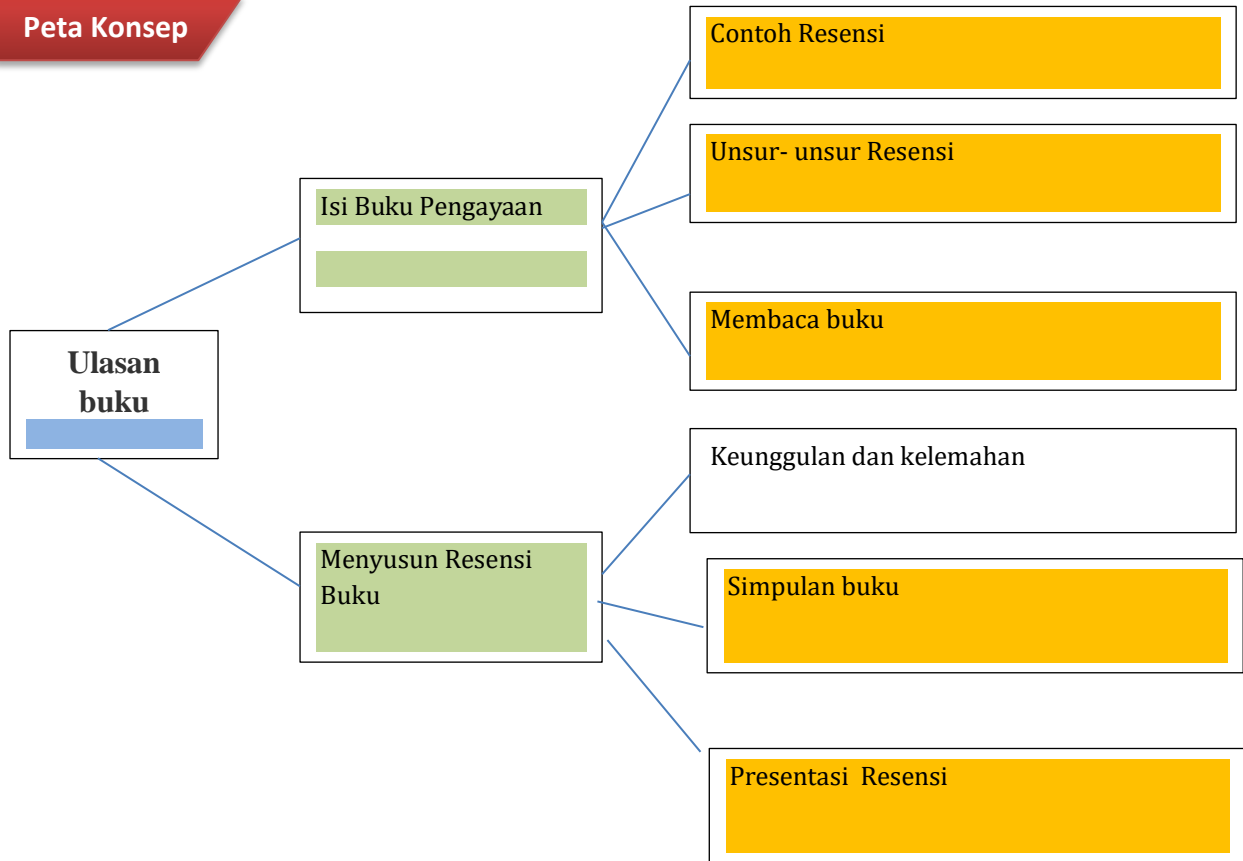 Peta Konsep
Ulasan
buku
Isi Buku Pengayaan
Contoh Resensi
Unsur- unsur Resensi
Membaca buku
Menyusun Resensi
Buku
Keunggulan dan kelemahan
Simpulan buku
Presentasi Resensi